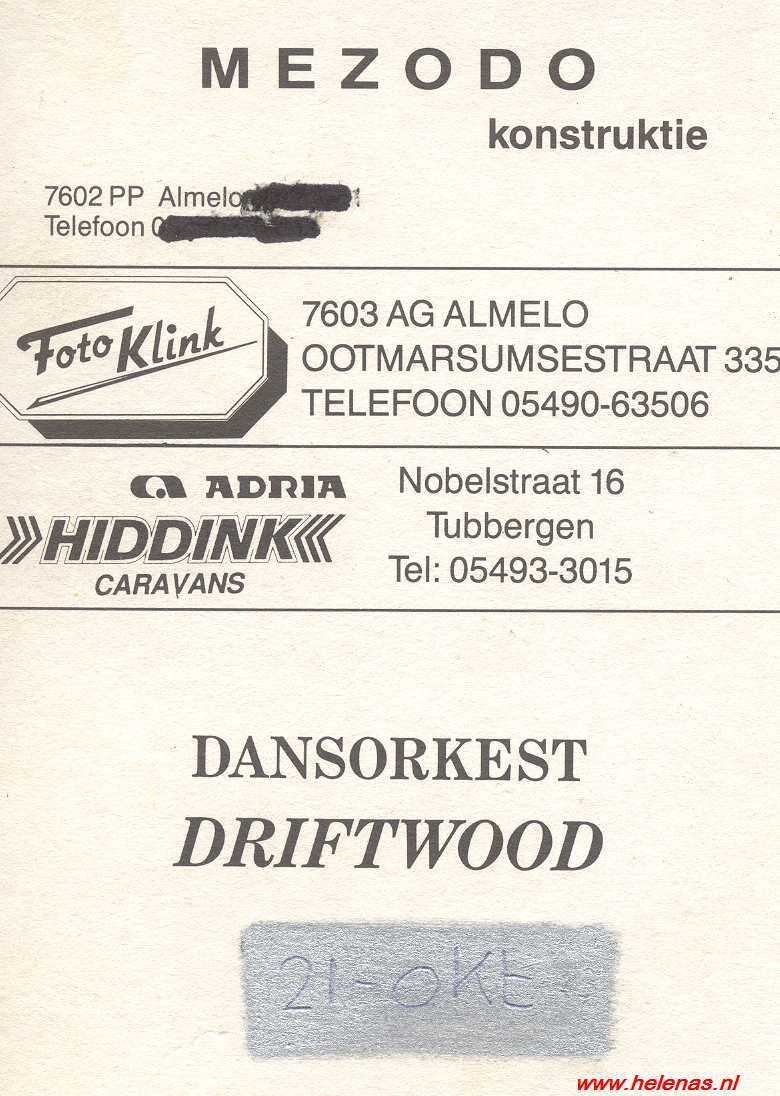 MEZODO
konstruktie
7602 PP Almelo
Telefoon 0
Foto Klink
7603 AG ALMELO
OOTMARSUMSESTRAAT 335
TELEFOON 05490-63506
ADRIA
HIDDINK
CARAVANS
Nobelstraat 16
Tubbergen
Tel: 05493-3015
DANSORKEST
DRIFTWOOD
21-okt
www.helenas.nl